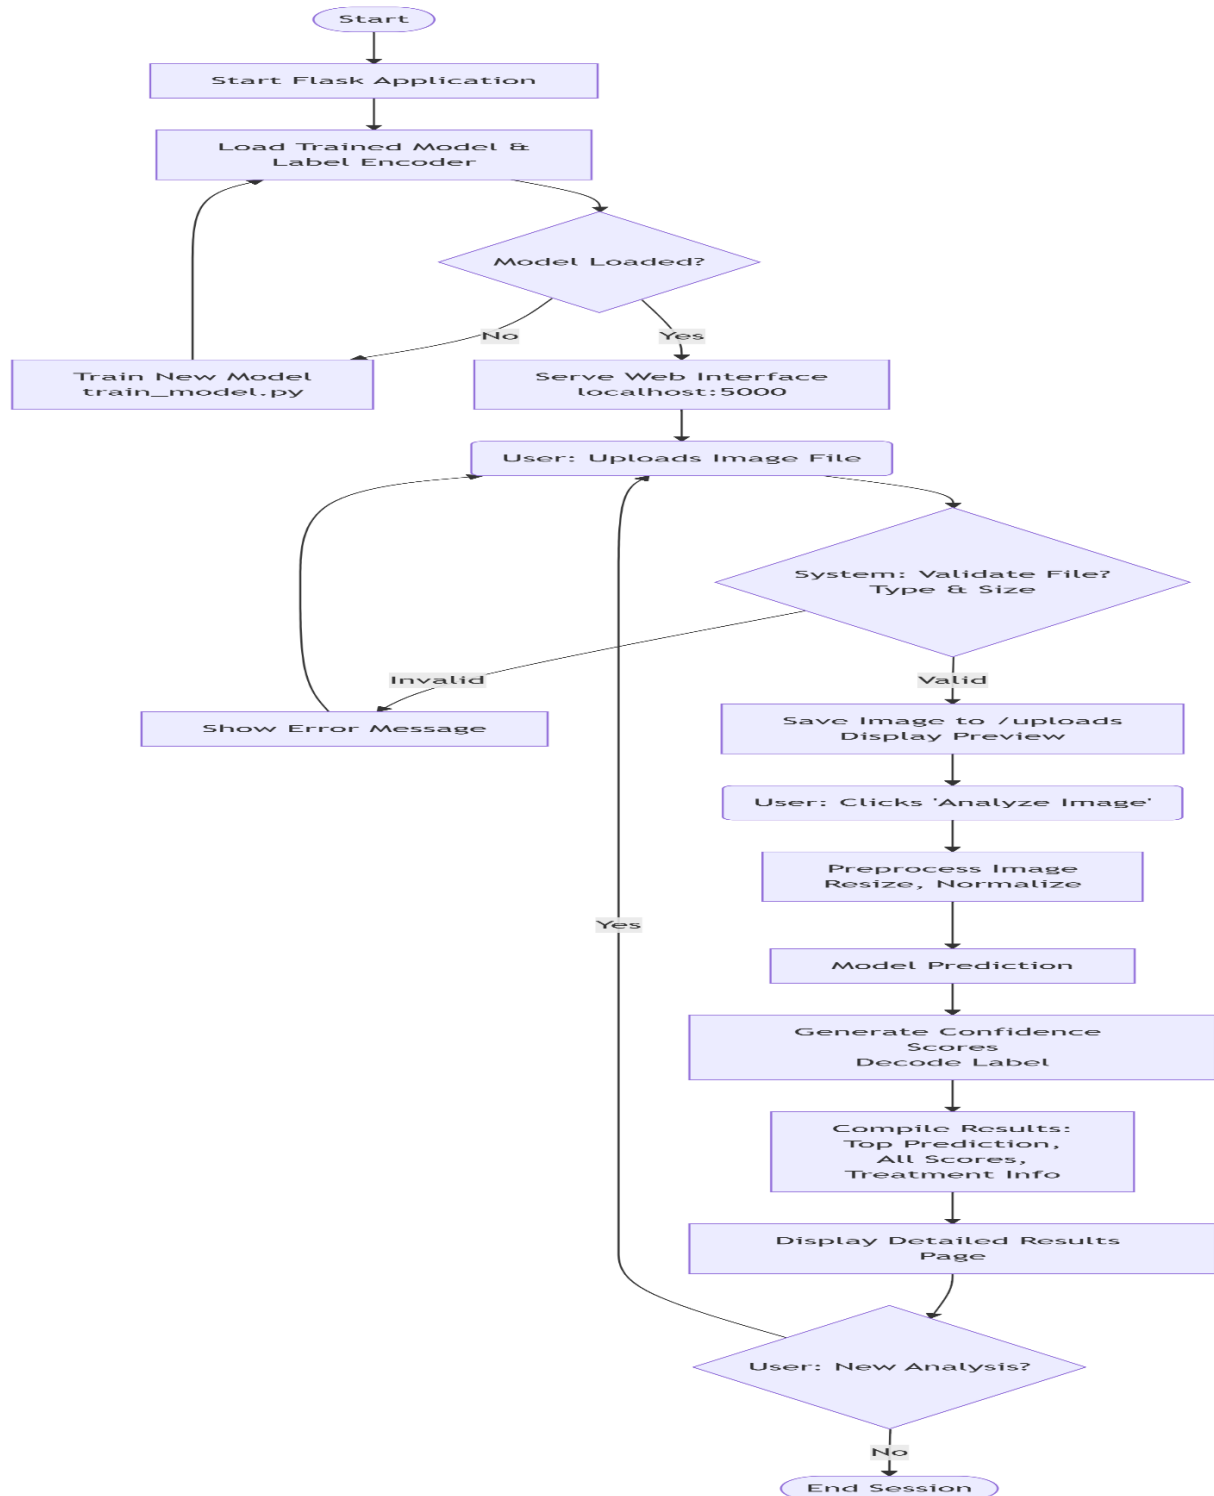 Start
Start Flask Application
Load Trained Model &
Label Encoder
Model Loaded?
No
Yes
Train New Model
train_model.py
Serve Web Interface
localhost:5000
User: Uploads Image File
System: Validate File?
Type & Size
Invalid
Valid
Show Error Message
Save Image to /uploads
Display Preview
User: Clicks 'Analyze Image'
Preprocess Image
Resize, Normalize
Yes
Model Prediction
Generate Confidence
Scores
Decode Label
Compile Results:
Top Prediction,
All Scores,
Treatment Info
Display Detailed Results
Page
User: New Analysis?
No
End Session